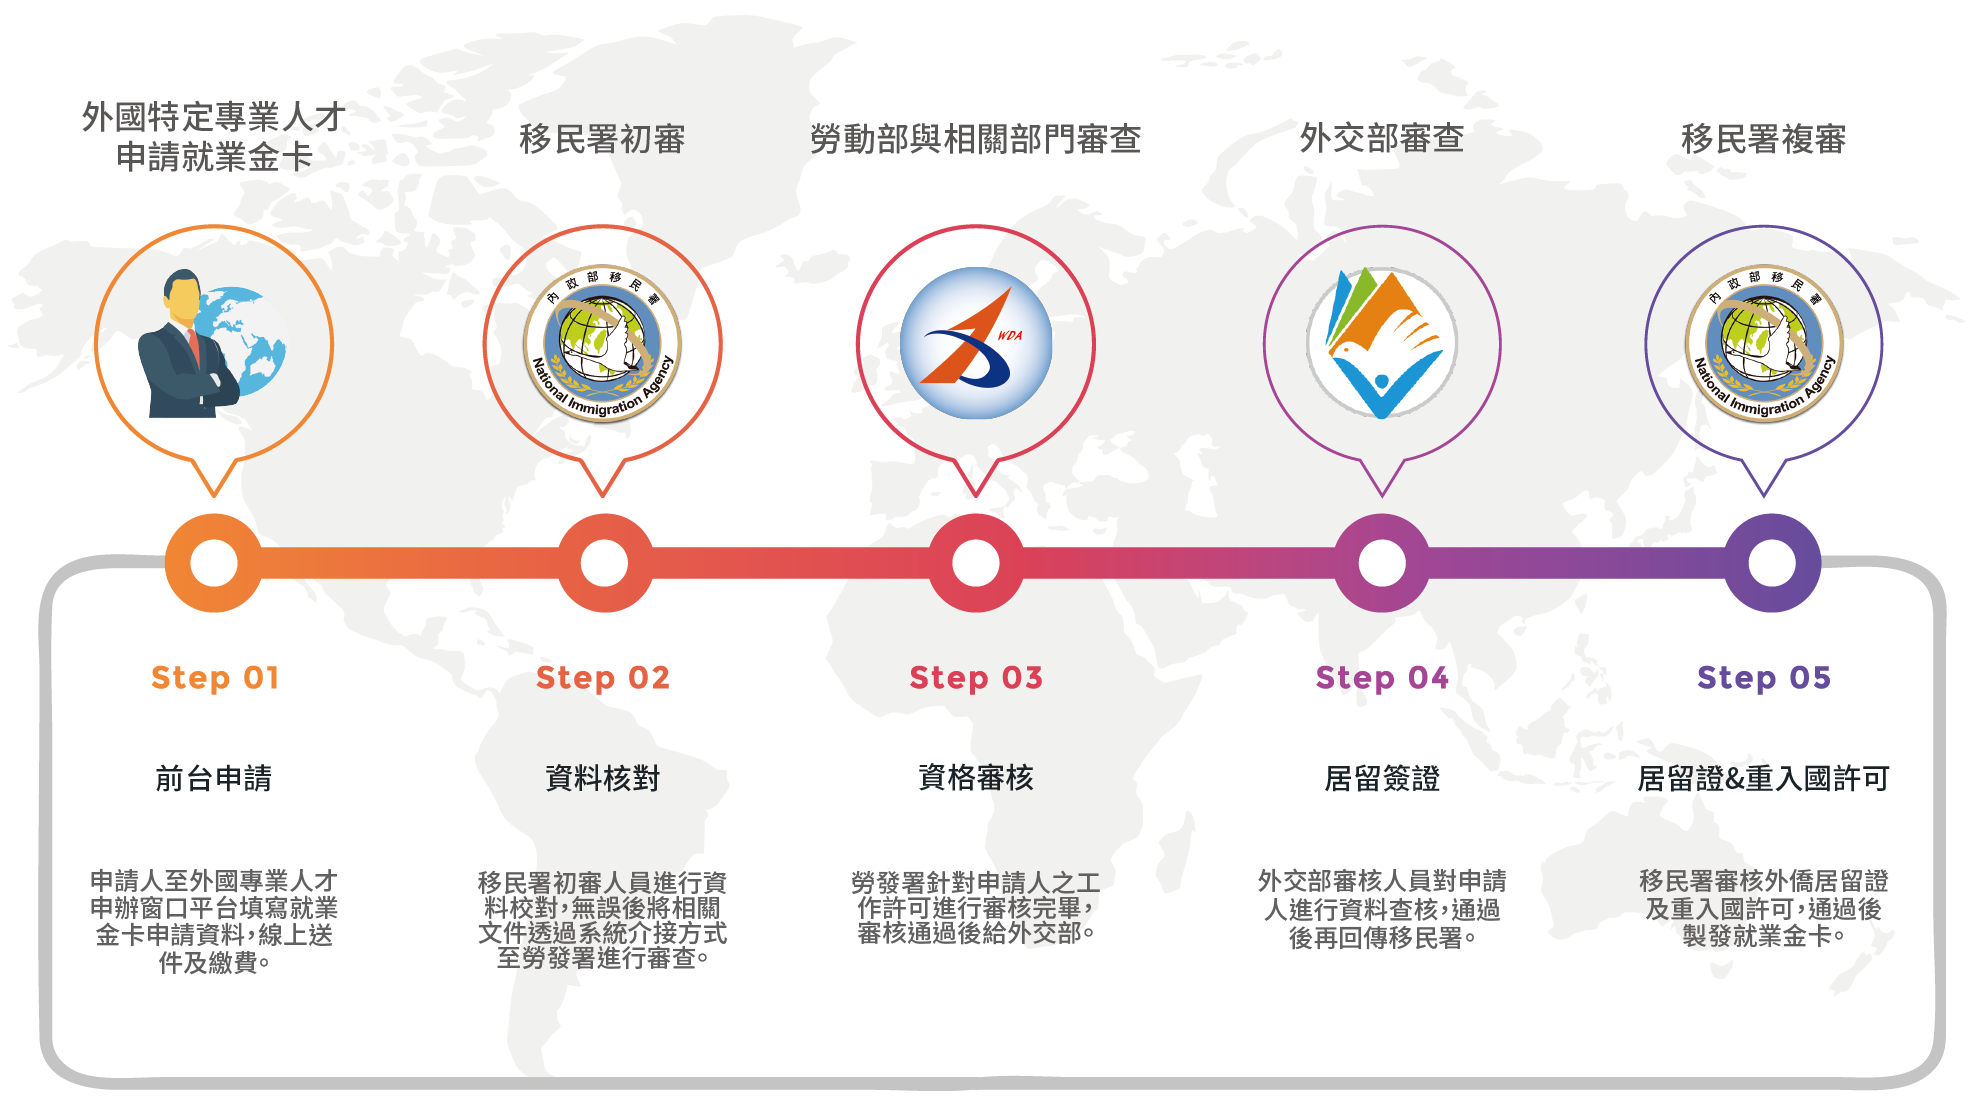 外國特定專業人才
申請就業金卡
移民署初審
勞動部與相關部門審查
外交部審查
移民署複審
內政部移民署
National Immigration Agency
WDA
內政部移民署
National Immigration Agency
Step 01
Step 02
Step 03
Step 04
Step 05
前台申請
資料核對
資格審核
居留簽證
居留證&重入國許可
申請人至外國專業人才
申辦窗口平台填寫就業
金卡申請資料,線上送
件及繳費。
移民署初審人員進行資
料校對,無誤後將相關
文件透過系統介接方式
至勞發署進行審查。
勞發署針對申請人之工
作許可進行審核完畢,
審核通過後給外交部。
外交部審核人員對申請
人進行資料查核,通過
後再回傳移民署。
移民署審核外僑居留證
及重入國許可,通過後
製發就業金卡。